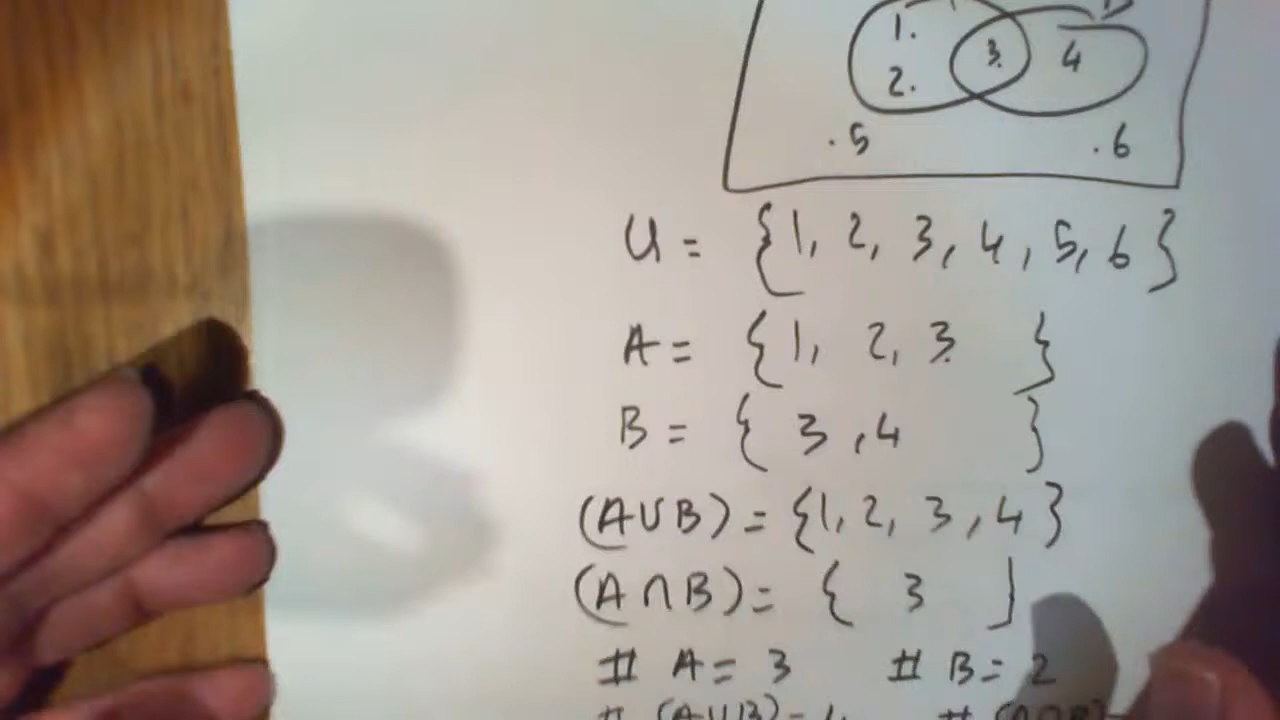 1.
3.
4
2.
.5
.6
U = {1, 2, 3, 4, 5, 6}
A = {1, 2, 3. }
B = { 3 ,4 }
(A∪B) = {1, 2, 3, 4}
(A∩B) = { 3 }
# A = 3 # B = 2
# (A∪B) =